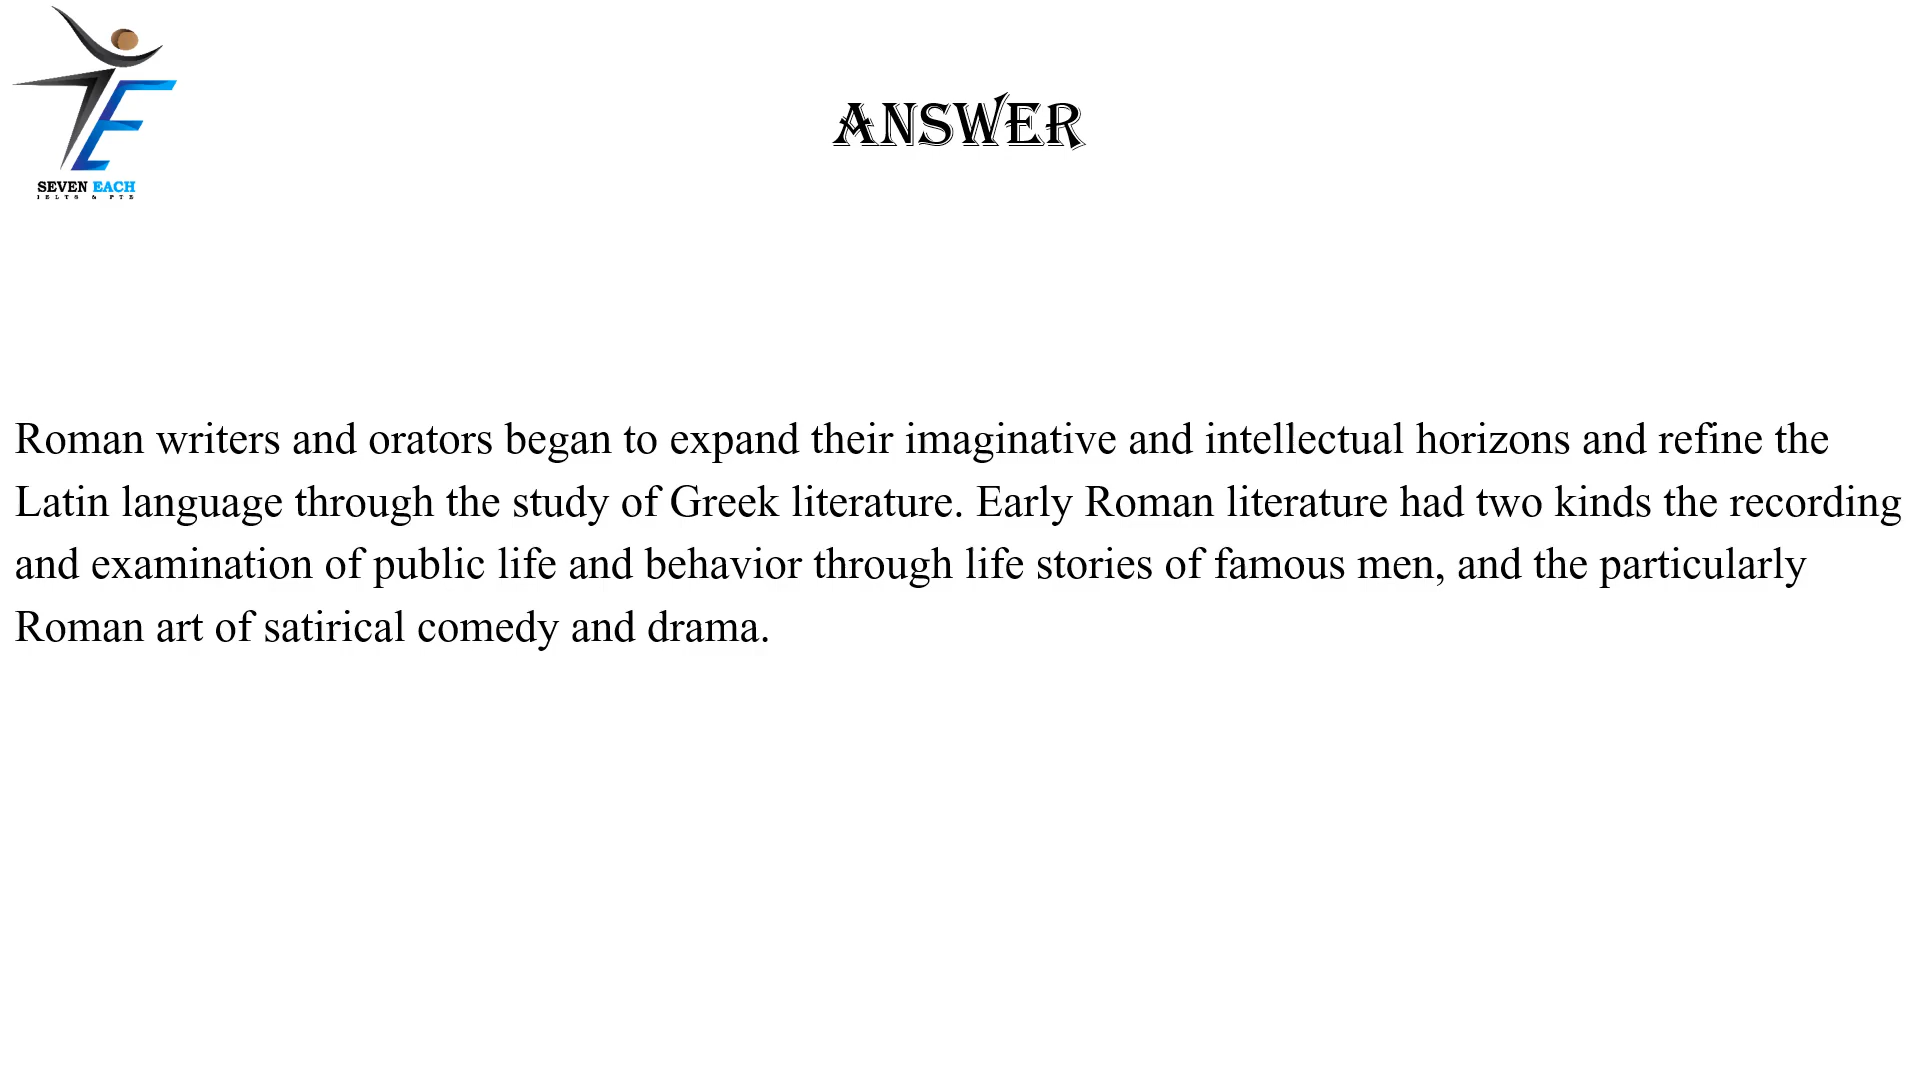 SEVEN EACH
IELTS & PTE
ANSWER
Roman writers and orators began to expand their imaginative and intellectual horizons and refine the
Latin language through the study of Greek literature. Early Roman literature had two kinds the recording
and examination of public life and behavior through life stories of famous men, and the particularly
Roman art of satirical comedy and drama.